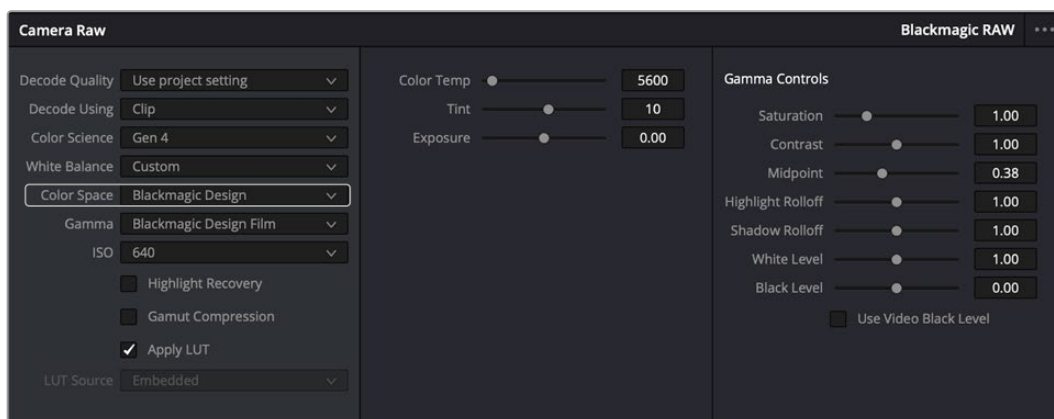 Camera Raw
Blackmagic RAW
Decode Quality Use project setting
Decode Using Clip
Color Science Gen 4
White Balance Custom
Color Space Blackmagic Design
Gamma Blackmagic Design Film
ISO 640
Highlight Recovery
Gamut Compression
Apply LUT
LUT Source Embedded
Color Temp 5600
Tint 10
Exposure 0.00
Gamma Controls
Saturation 1.00
Contrast 1.00
Midpoint 0.38
Highlight Rolloff 1.00
Shadow Rolloff 1.00
White Level 1.00
Black Level 0.00
Use Video Black Level